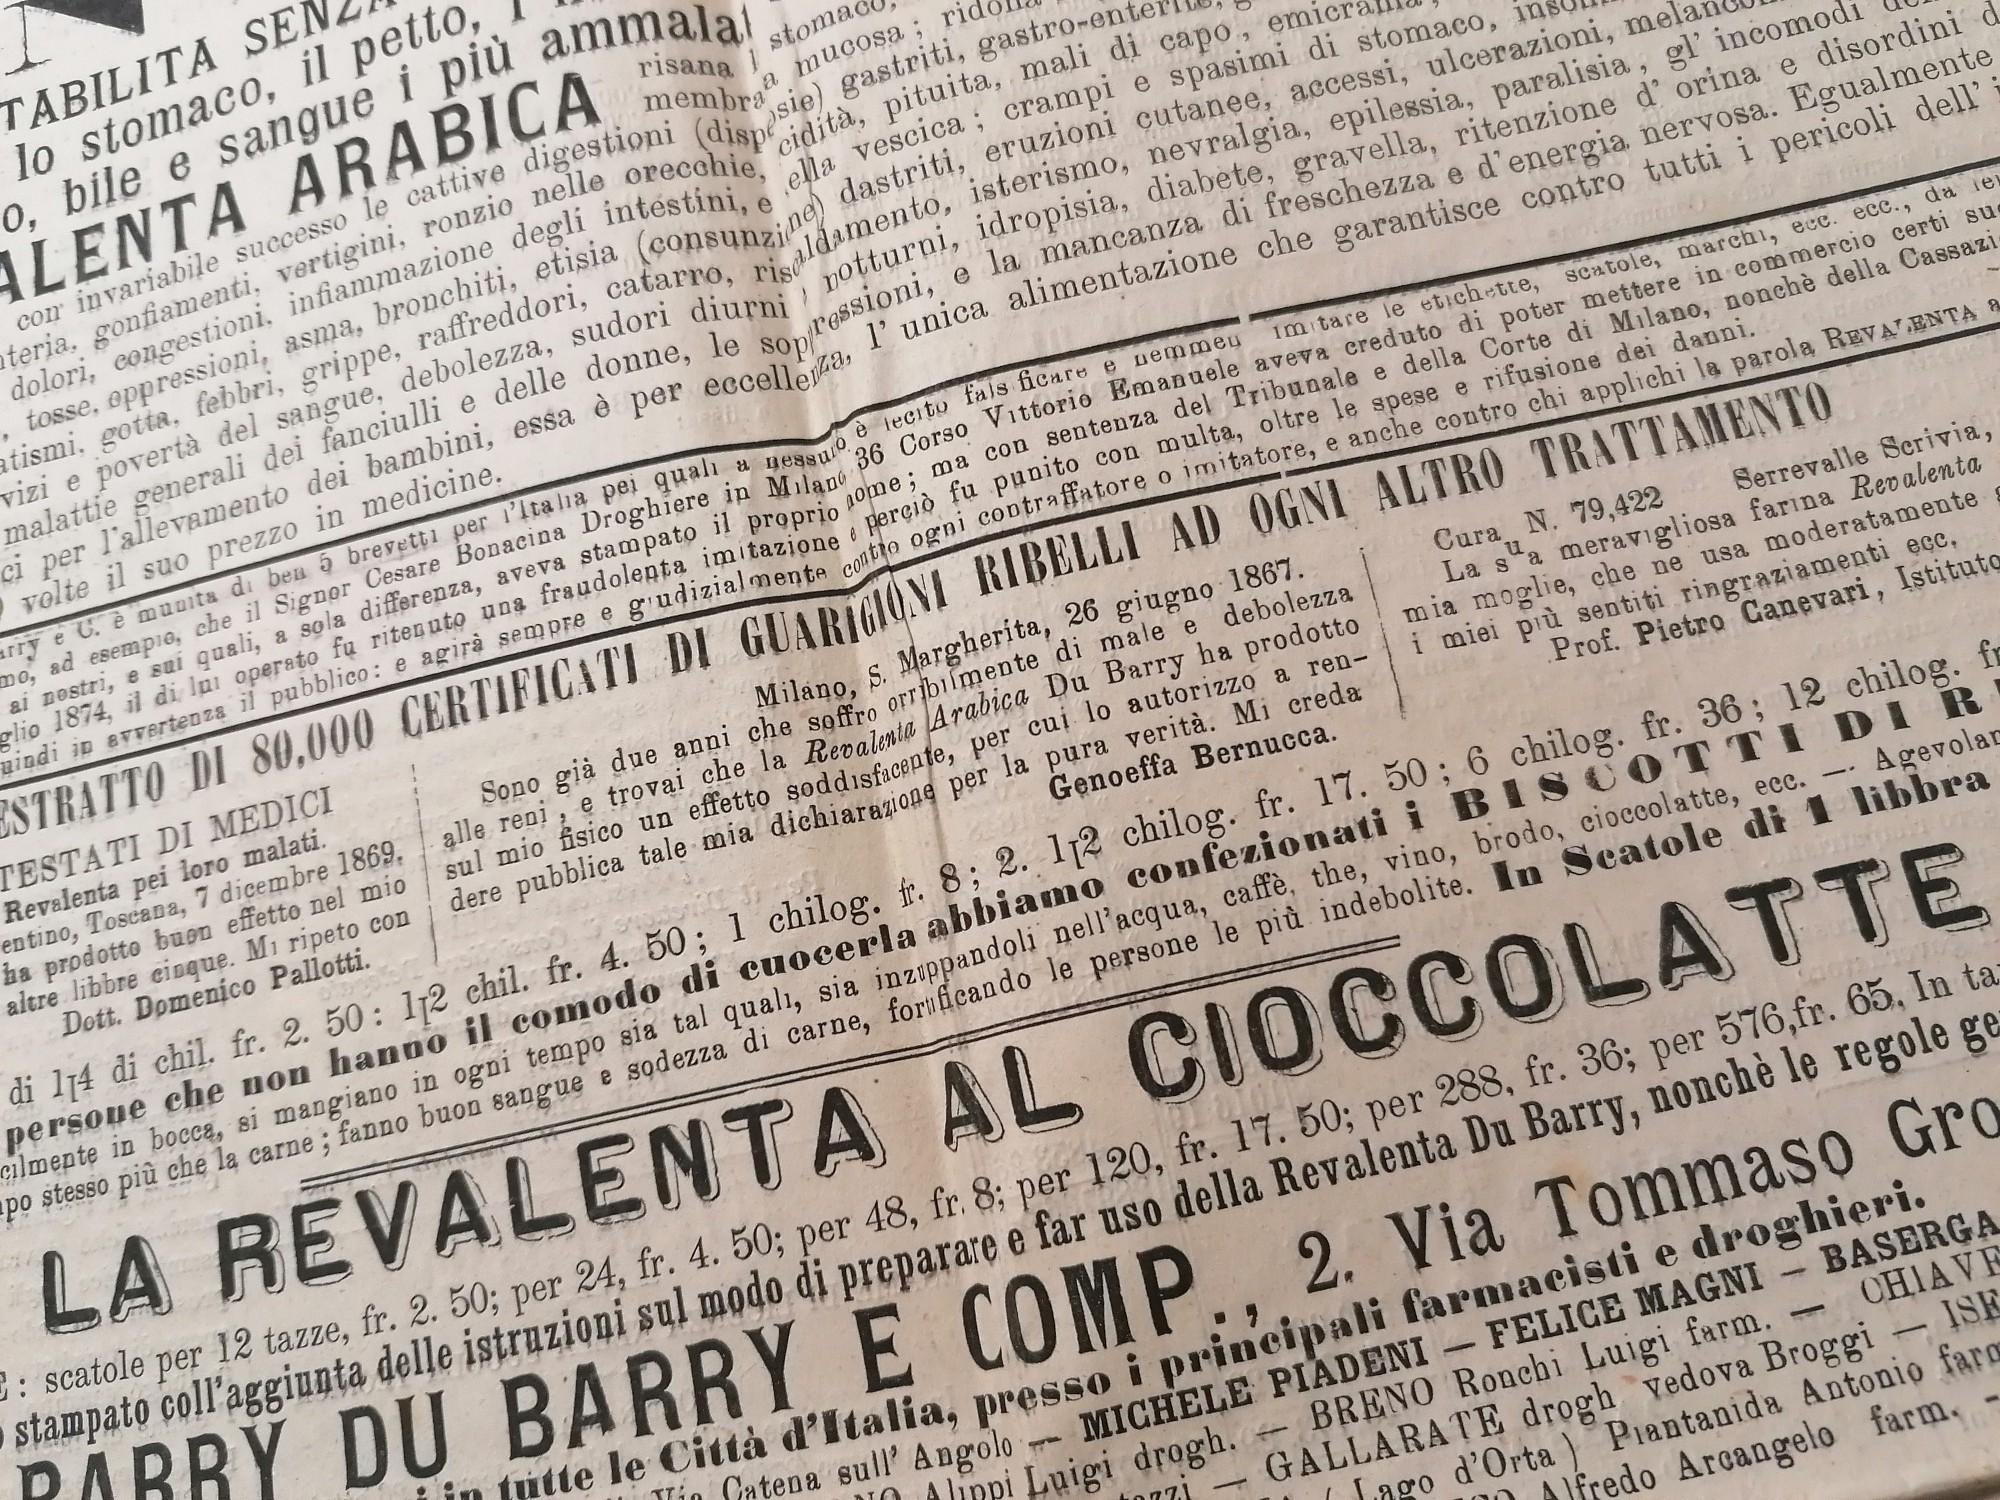 TABILITA SENZA
lo stomaco, il petto, i
o, bile e sangue i più ammalat
ALENTA ARABICA risana
membra
con invariabile successo le cattive digestioni (dispepsie) gastriti, gastro-enterite,
mucosa; ridona
stomaco,
nteria, gonfiamenti, vertigini, ronzio nelle orecchie, acidità, pituita, mali di capo, emicrania,
dolori, congestioni, infiammazione degli intestini, e della vescica; crampi e spasimi di stomaco, insonn
tosse, oppressioni, asma, bronchiti, etisia (consunzione) dastriti, eruzioni cutanee, accessi, ulcerazioni, melancon
atismi, gotta, febbri, grippe, raffreddori, catarro, riscaldamento, isterismo, nevralgia, epilessia, paralisia, gl' incomodi de
vizi e povertà del sangue, debolezza, sudori diurni notturni, idropisia, diabete, gravella, ritenzione d' orina e disordini d
malattie generali dei fanciulli e delle donne, le soppressioni, e la mancanza di freschezza e d'energia nervosa. Egualmente
ci per l'allevamento dei bambini, essa è per eccellenza, l' unica alimentazione che garantisce contro tutti i pericoli dell' i
volte il suo prezzo in medicine.
arry e C. è munita di ben 5 brevetti per l'Italia pei quali a nessuno è lecito falsificare e nemmeu imitare le etichette, scatole, marchi, ecc. ecc., da
mo, ad esempio, che il Signor Cesare Bonacina Droghiere in Milano 36 Corso Vittorio Emanuele aveva creduto di poter mettere in commercio certi suo
ai nostri, e sui quali, a sola differenza, aveva stampato il proprio nome; ma con sentenza del Tribunale e della Corte di Milano, nonchè della Cassazio
glio 1874, il di lui operato fu ritenuto una fraudolenta imitazione e perciò fu punito con multa, oltre le spese e rifusione dei danni.
uindi in avvertenza il pubblico: e agirà sempre e giudizialmente contro ogni contraffatore o imitatore, e anche contro chi applichi la parola REVALENTA a
ESTRATTO DI 80,000 CERTIFICATI DI GUARIGIONI RIBELLI AD OGNI ALTRO TRATTAMENTO
TESTATI DI MEDICI
Revalenta pei loro malati.
entino, Toscana, 7 dicembre 1869.
ha prodotto buon effetto nel mio
altre libbre cinque. Mi ripeto con
Dott. Domenico Pallotti.
Milano, S. Margherita, 26 giugno 1867.
Sono già due anni che soffro orribilmente di male e debolezza
alle reni, e trovai che la Revalenta Arabica Du Barry ha prodotto
sul mio fisico un effetto soddisfacente, per cui lo autorizzo a ren-
dere pubblica tale mia dichiarazione per la pura verità. Mi creda
Genoeffa Bernucca.
Cura N. 79,422 Serrevalle Scrivia,
La sua meravigliosa farina Revalenta
mia moglie, che ne usa moderatamente
i miei più sentiti ringraziamenti ecc.
Prof. Pietro Canevari, Istituto
di 1|4 di chil. fr. 2. 50: 1|2 chil. fr. 4. 50; 1 chilog. fr. 8; 2. 1|2 chilog. fr. 17. 50; 6 chilog. fr. 36; 12 chilog. fr
persone che non hanno il comodo di cuocerla abbiamo confezionati i BISCOTTI DI R
cilmente in bocca, si mangiano in ogni tempo sia tal quali, sia inzuppandoli nell'acqua, caffè, the, vino, brodo, cioccolatte, ecc. — Agevolan
mpo stesso più che la carne; fanno buon sangue e sodezza di carne, fortificando le persone le più indebolite. In Scatole di 1 libbra
LA REVALENTA AL CIOCCOLATTE
E: scatole per 12 tazze, fr. 2. 50; per 24, fr. 4. 50; per 48, fr. 8; per 120, fr. 17. 50; per 288, fr. 36; per 576, fr. 65. In tav
stampato coll'aggiunta delle istruzioni sul modo di preparare e far uso della Revalenta Du Barry, nonchè le regole ge
BARRY DU BARRY E COMP., 2. Via Tommaso Gro
in tutte le Città d'Italia, presso i principali farmacisti e droghieri.
Via Catena sull' Angolo — MICHELE PIADENI — FELICE MAGNI — BASERGA
NO Alippi Luigi drogh. — BRENO Ronchi Luigi farm. — CHIAVE
GALLARATE drogh vedova Broggi — ISE
( Lago d'Orta ) Piantanida Antonio farm
Alfredo Arcangelo farm. —